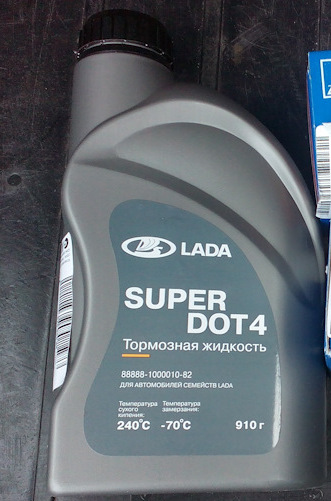 LADA
SUPER
DOT4
Тормозная жидкость
88888-1000010-82
ДЛЯ АВТОМОБИЛЕЙ СЕМЕЙСТВ LADA
Температура сухого кипения:
240°C
Температура замерзания:
-70°C
910 г